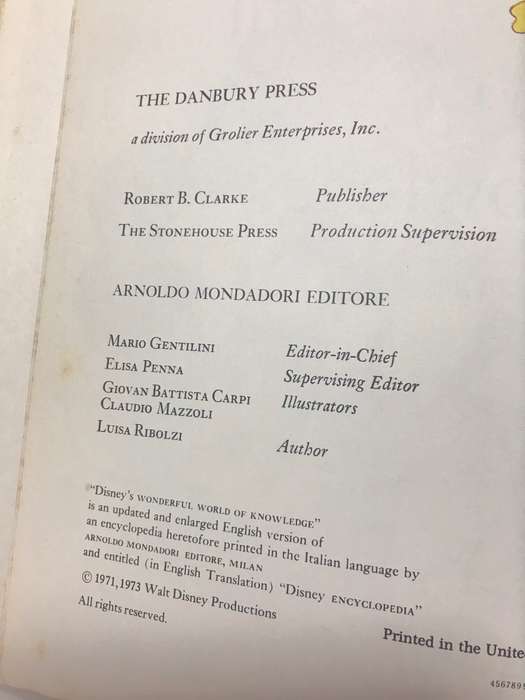 THE DANBURY PRESS
a division of Grolier Enterprises, Inc.
ROBERT B. CLARKE Publisher
THE STONEHOUSE PRESS Production Supervision
ARNOLDO MONDADORI EDITORE
MARIO GENTILINI Editor-in-Chief
ELISA PENNA Supervising Editor
GIOVAN BATTISTA CARPI Illustrators
CLAUDIO MAZZOLI
LUISA RIBOLZI Author
"Disney's WONDERFUL WORLD OF KNOWLEDGE"
is an updated and enlarged English version of
an encyclopedia heretofore printed in the Italian language by
ARNOLDO MONDADORI EDITORE, MILAN
and entitled (in English Translation) "Disney ENCYCLOPEDIA"
© 1971, 1973 Walt Disney Productions
All rights reserved.
Printed in the Unite
456789